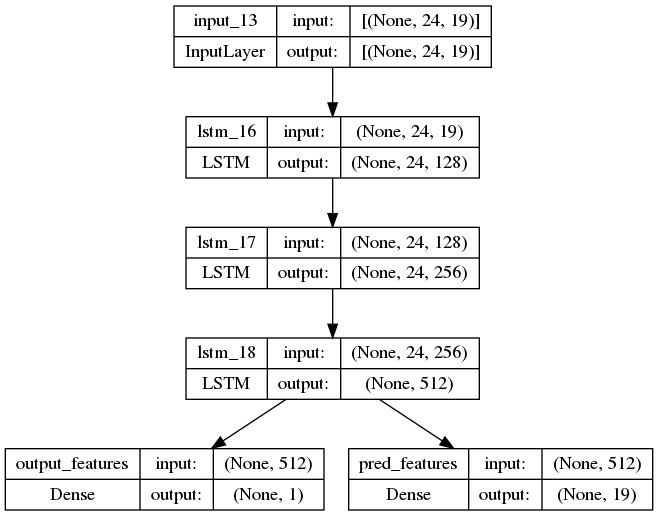 input_13 input: [(None, 24, 19)]
InputLayer output: [(None, 24, 19)]
lstm_16 input: (None, 24, 19)
LSTM output: (None, 24, 128)
lstm_17 input: (None, 24, 128)
LSTM output: (None, 24, 256)
lstm_18 input: (None, 24, 256)
LSTM output: (None, 512)
output_features input: (None, 512)
Dense output: (None, 1)
pred_features input: (None, 512)
Dense output: (None, 19)